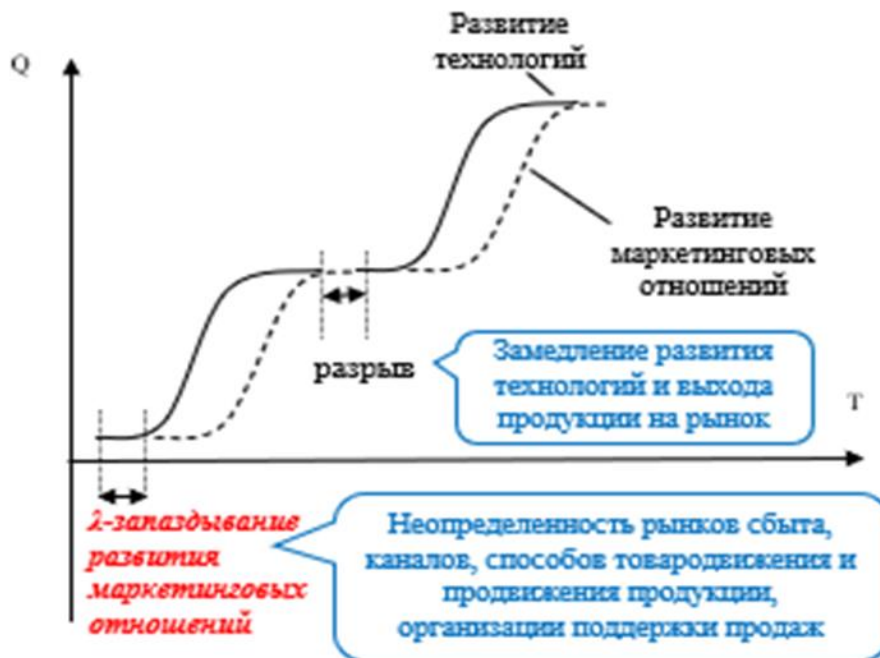 Развитие
технологий
Q
Развитие
маркетинговых
отношений
разрыв
Замедление развития
технологий и выхода
продукции на рынок
T
λ-запаздывание
развития
маркетинговых
отношений
Неопределенность рынков сбыта,
каналов, способов товародвижения и
продвижения продукции,
организации поддержки продаж